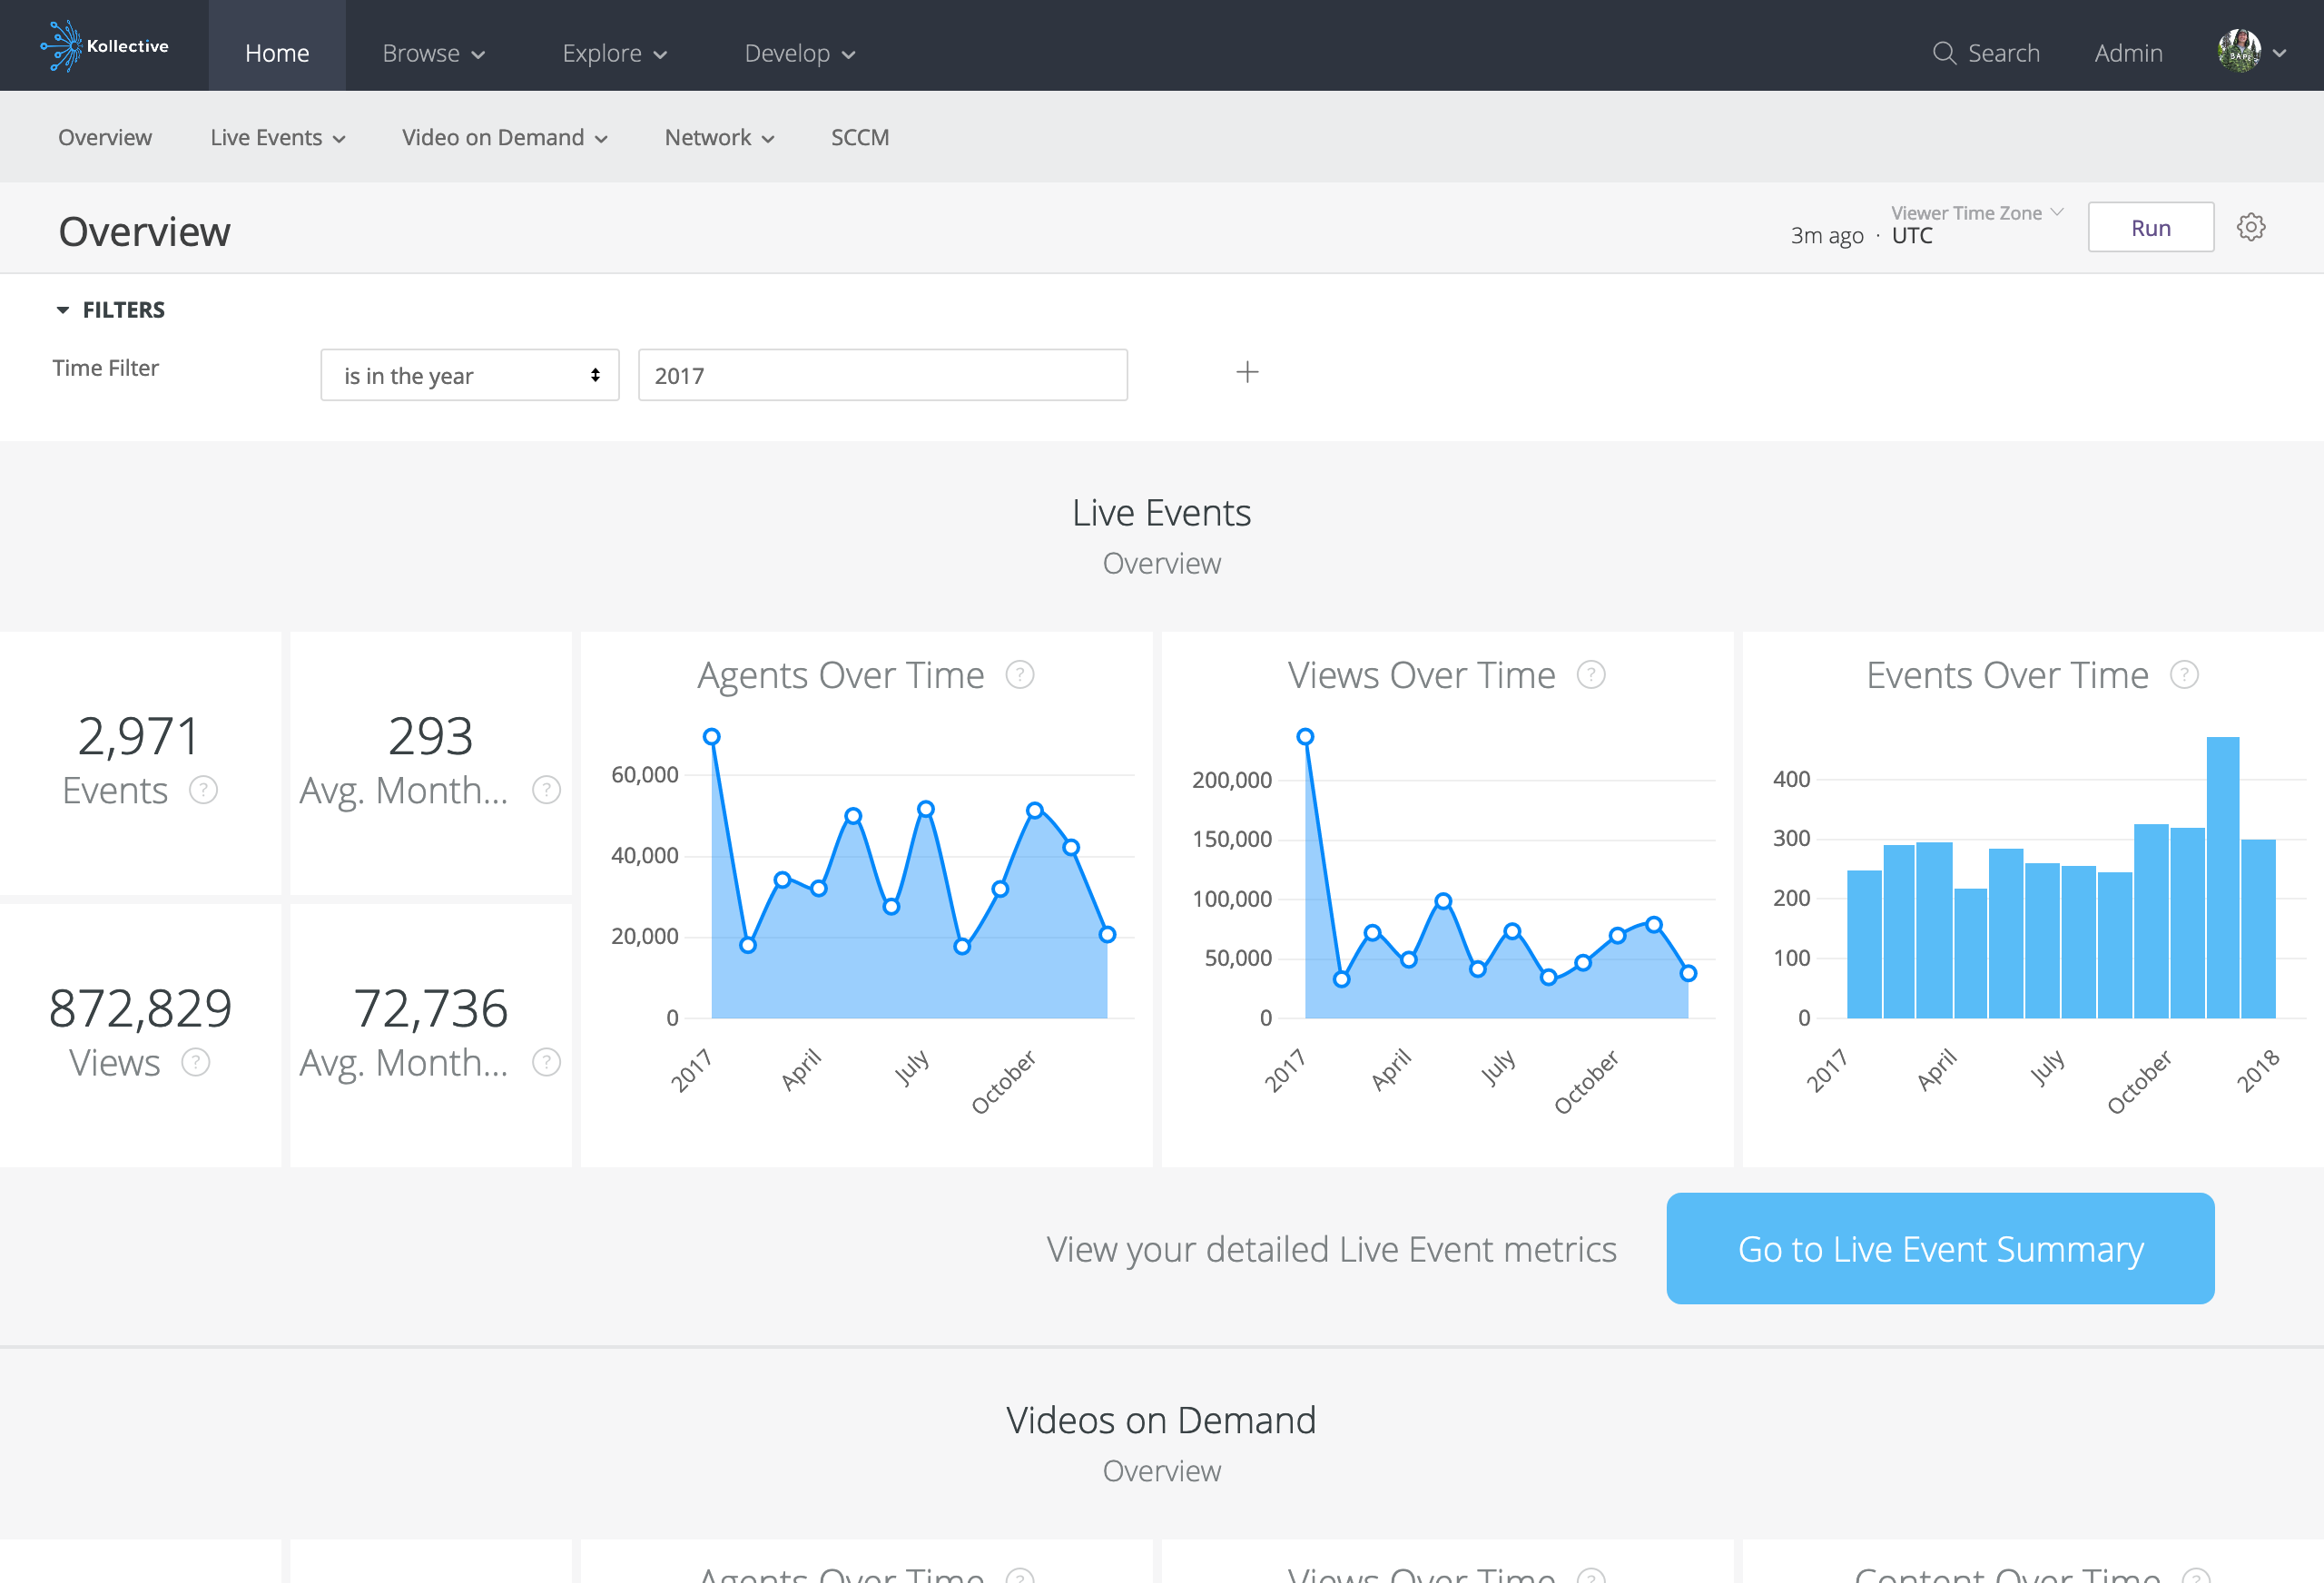 Kollective
Home
Browse
Explore
Develop
Search
Admin
Overview
Live Events
Video on Demand
Network
SCCM
Overview
3m ago · Viewer Time Zone
UTC
Run
FILTERS
Time Filter
is in the year
2017
Live Events
Overview
2,971
Events ?
293
Avg. Month... ?
872,829
Views ?
72,736
Avg. Month... ?
Agents Over Time ?
60,000
40,000
20,000
0
2017
April
July
October
Views Over Time ?
200,000
150,000
100,000
50,000
0
2017
April
July
October
Events Over Time ?
400
300
200
100
0
2017
April
July
October
2018
View your detailed Live Event metrics
Go to Live Event Summary
Videos on Demand
Overview
Agents Over Time ?
Views Over Time ?
Content Over Time ?